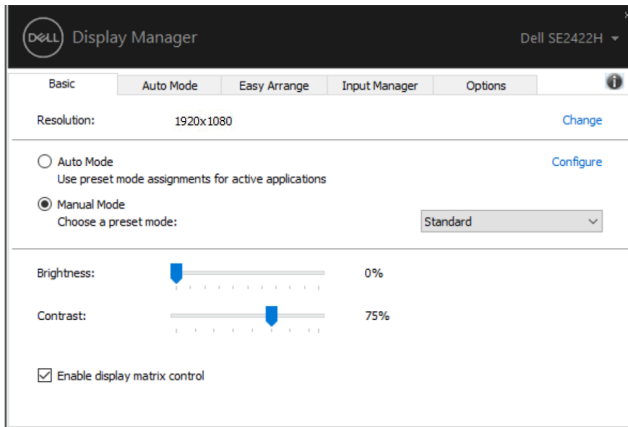 DELL Display Manager Dell SE2422H
Basic Auto Mode Easy Arrange Input Manager Options
Resolution: 1920x1080 Change
Auto Mode Configure
Use preset mode assignments for active applications
Manual Mode
Choose a preset mode: Standard
Brightness: 0%
Contrast: 75%
Enable display matrix control